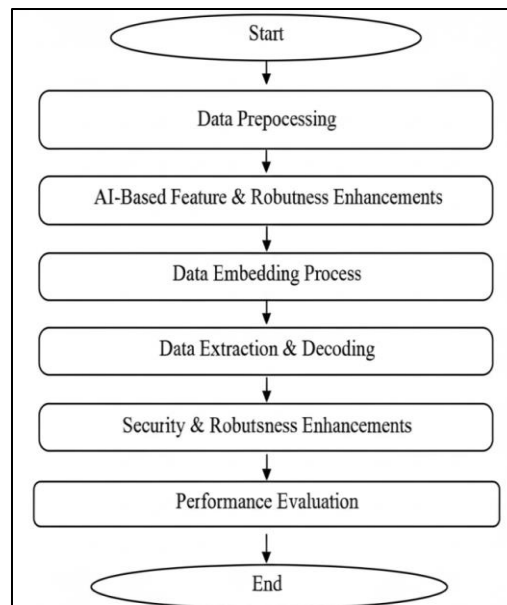 Start
Data Prepocessing
AI-Based Feature & Robutness Enhancements
Data Embedding Process
Data Extraction & Decoding
Security & Robutsness Enhancements
Performance Evaluation
End